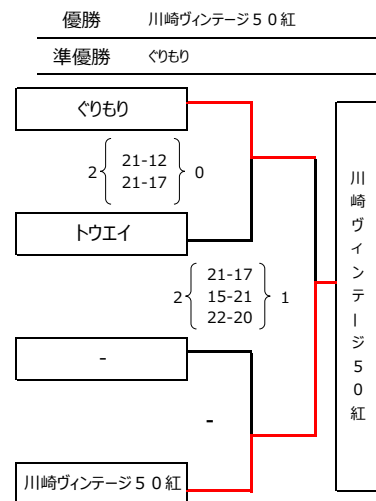 優勝 川崎ヴィンテージ５０紅
準優勝 ぐりもり
ぐりもり
2 21-12 0
21-17
トウエイ
2 21-17 1
15-21
22-20
-
-
川崎ヴィンテージ５０紅
川崎ヴィンテージ５０紅